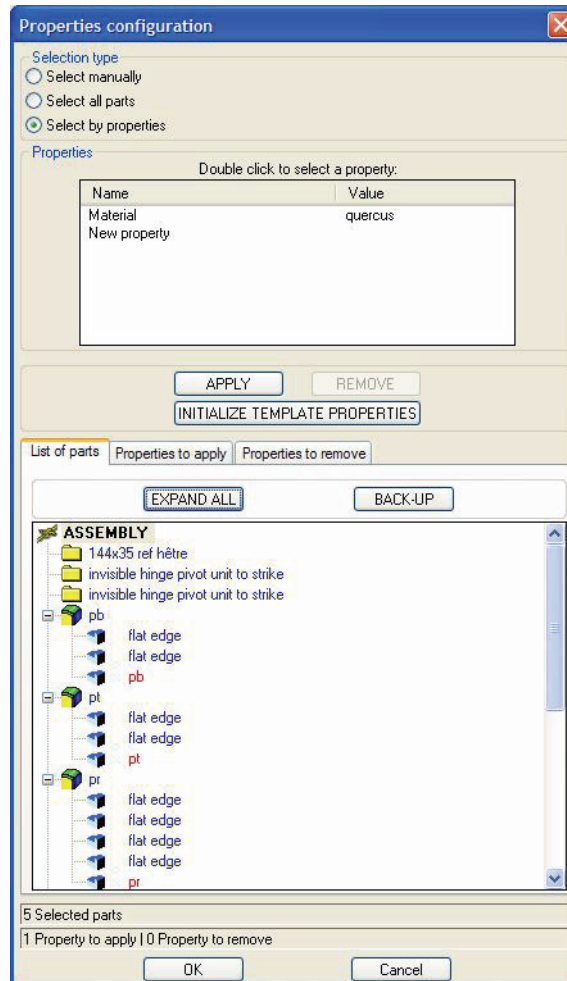 Properties configuration
Selection type
Select manually
Select all parts
Select by properties
Properties
Double click to select a property:
Name Value
Material quercus
New property
APPLY REMOVE
INITIALIZE TEMPLATE PROPERTIES
List of parts Properties to apply Properties to remove
EXPAND ALL BACK-UP
ASSEMBLY
144x35 ref hêtre
invisible hinge pivot unit to strike
invisible hinge pivot unit to strike
pb
flat edge
flat edge
pb
pt
flat edge
flat edge
pt
pr
flat edge
flat edge
flat edge
flat edge
pr
5 Selected parts
1 Property to apply | 0 Property to remove
OK Cancel